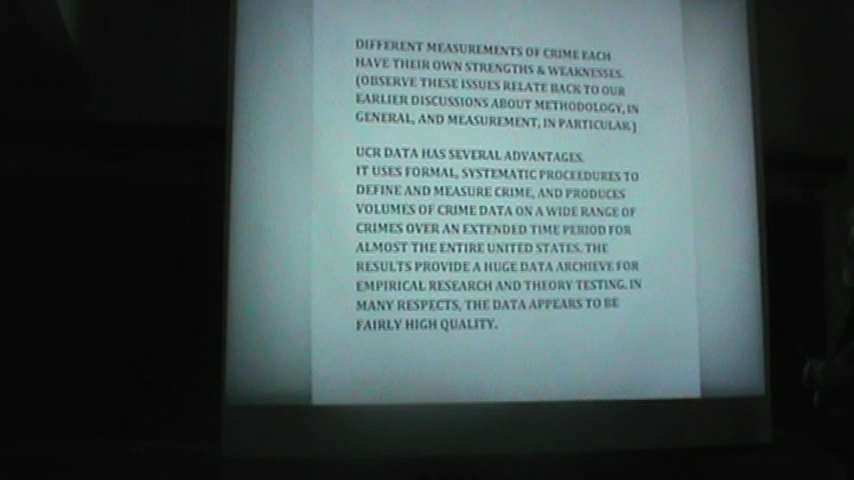 DIFFERENT MEASUREMENTS OF CRIME EACH
HAVE THEIR OWN STRENGTHS & WEAKNESSES.
(OBSERVE THESE ISSUES RELATE BACK TO OUR
EARLIER DISCUSSIONS ABOUT METHODOLOGY, IN
GENERAL, AND MEASUREMENT, IN PARTICULAR.)
UCR DATA HAS SEVERAL ADVANTAGES.
IT USES FORMAL, SYSTEMATIC PROCEEDURES TO
DEFINE AND MEASURE CRIME, AND PRODUCES
VOLUMES OF CRIME DATA ON A WIDE RANGE OF
CRIMES OVER AN EXTENDED TIME PERIOD FOR
ALMOST THE ENTIRE UNITED STATES. THE
RESULTS PROVIDE A HUGE DATA ARCHIEVE FOR
EMPIRICAL RESEARCH AND THEORY TESTING. IN
MANY RESPECTS, THE DATA APPEARS TO BE
FAIRLY HIGH QUALITY.